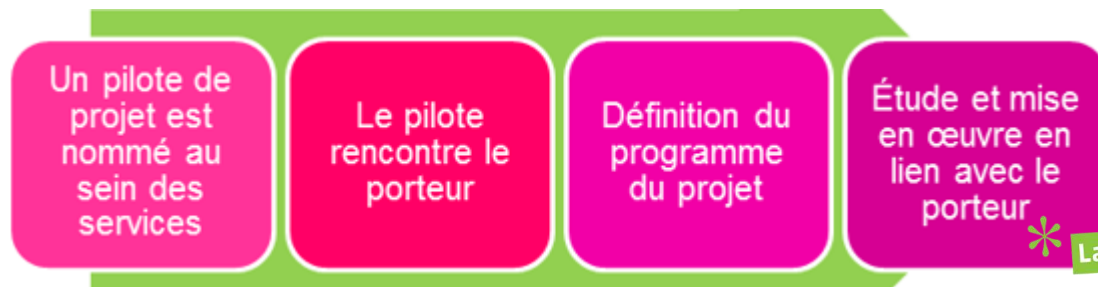 Un pilote de
projet est
nommé au
sein des
services
Le pilote
rencontre le
porteur
Définition du
programme
du projet
Étude et mise
en œuvre en
lien avec le
porteur
La